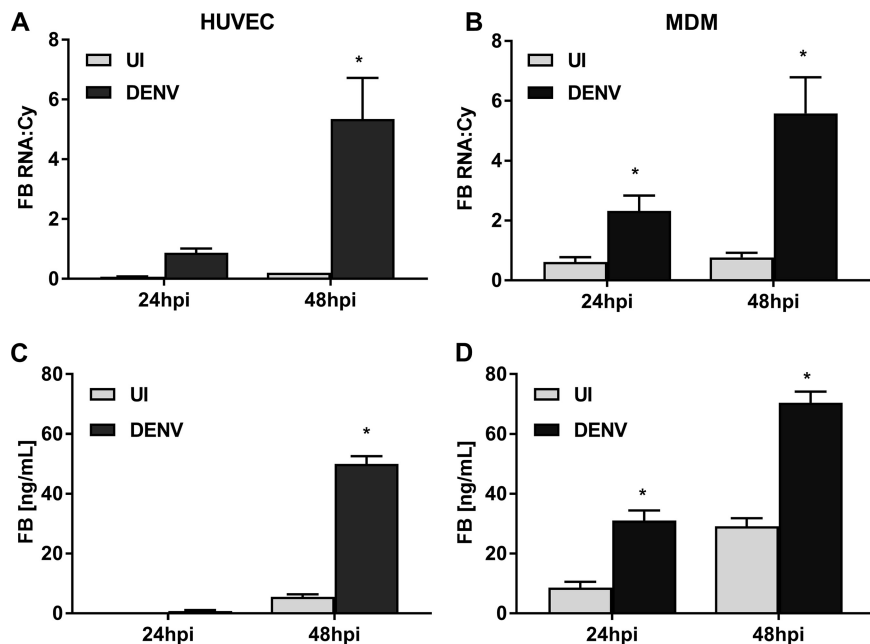 A
HUVEC
8
6
4
2
0
FB RNA:Cy
UI
DENV
*
24hpi
48hpi
B
MDM
8
6
4
2
0
FB RNA:Cy
UI
DENV
*
*
24hpi
48hpi
C
80
60
40
20
0
FB [ng/mL]
UI
DENV
*
24hpi
48hpi
D
80
60
40
20
0
FB [ng/mL]
UI
DENV
*
*
24hpi
48hpi